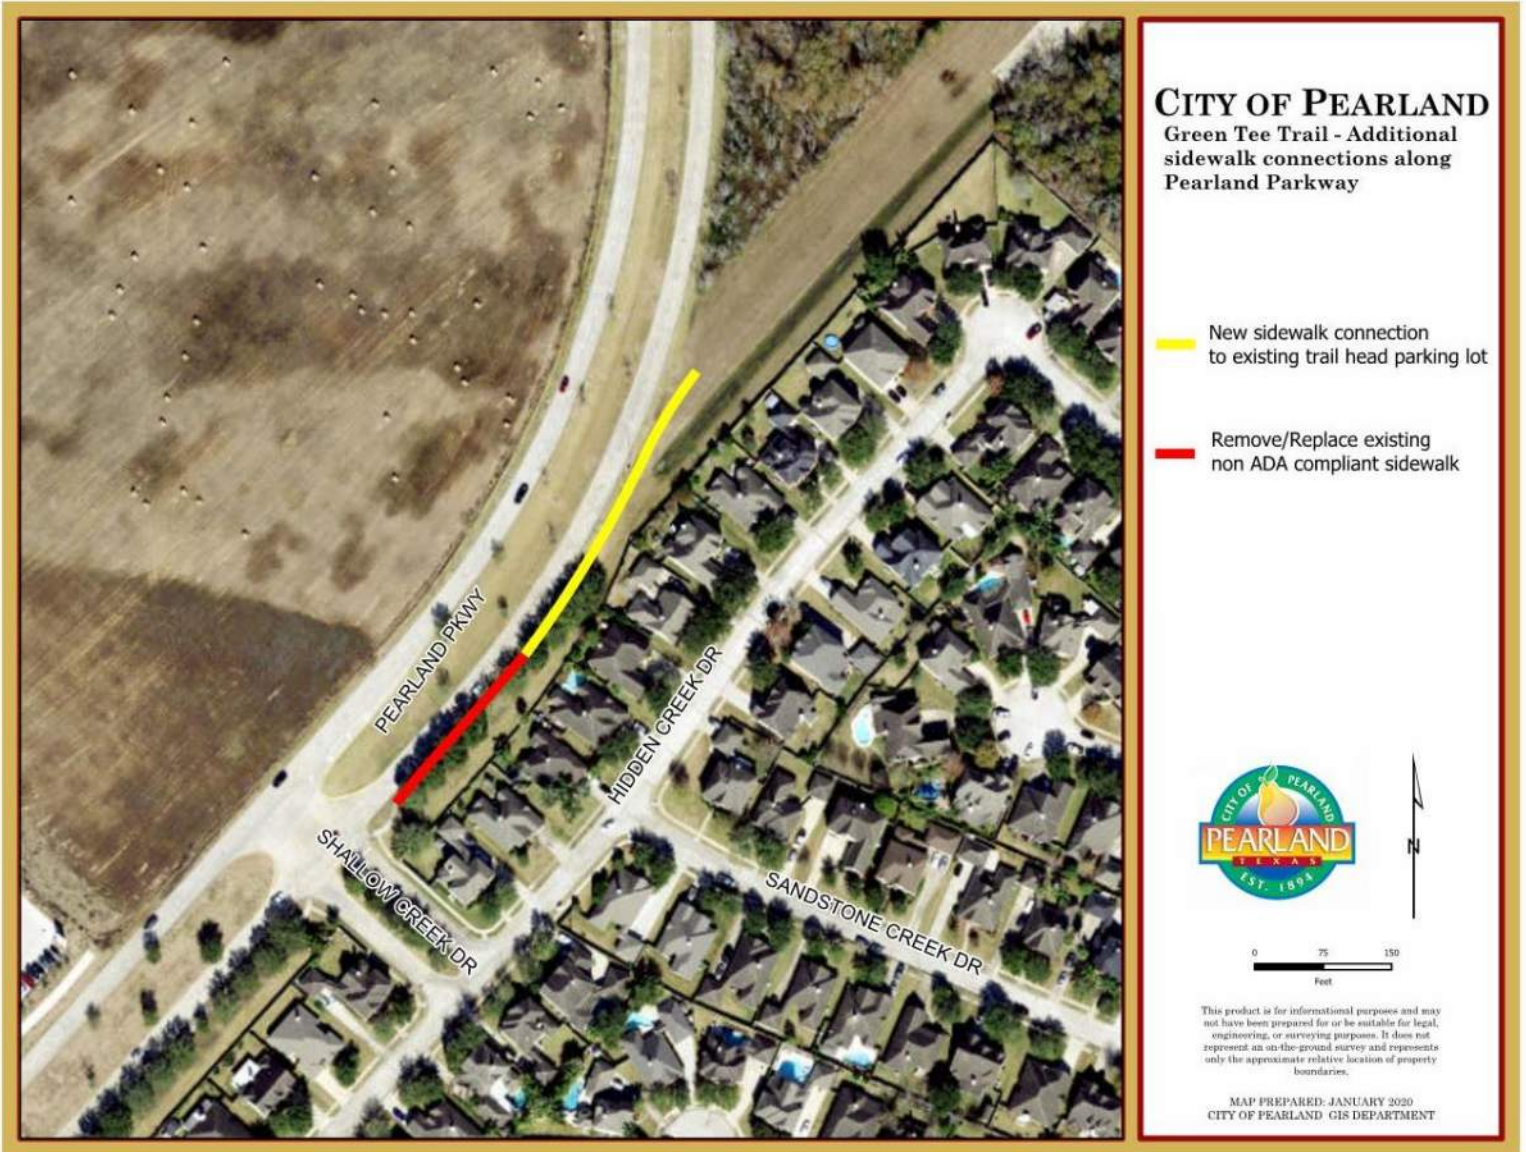 CITY OF PEARLAND
Green Tee Trail - Additional
sidewalk connections along
Pearland Parkway
New sidewalk connection
to existing trail head parking lot
Remove/Replace existing
non ADA compliant sidewalk
PEARLAND PKWY
HIDDEN CREEK DR
SHALLOW CREEK DR
SANDSTONE CREEK DR
CITY OF PEARLAND
PEARLAND
TEXAS
EST. 1894
N
0 75 150
Feet
This product is for informational purposes and may
not have been prepared for or be suitable for legal,
engineering, or surveying purposes. It does not
represent an on-the-ground survey and represents
only the approximate relative location of property
boundaries.
MAP PREPARED: JANUARY 2020
CITY OF PEARLAND GIS DEPARTMENT